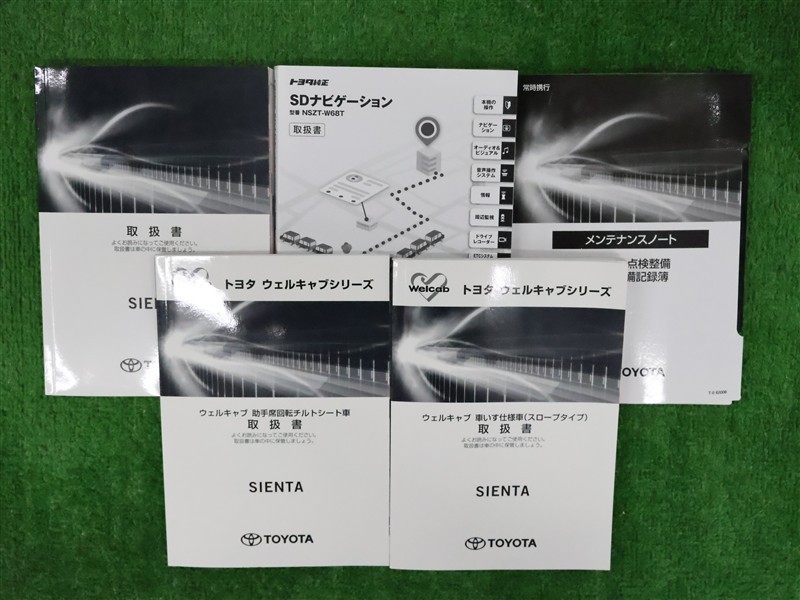 取扱書
よくお読みになってご使用ください。
取扱書は車の中に保管しましょう。
SIE
トヨタ純正
SDナビゲーション
型番 NSZT-W68T
取扱書
本機の
操作
ナビゲー
ション
オーディオ&
ビジュアル
音声操作
システム
情報
周辺監視
ドライブ
レコーダー
ETCシステム
常時携行
メンテナンスノート
点検整備
備記録簿
OYOTA
トヨタ ウェルキャブシリーズ
ウェルキャブ 助手席回転チルトシート車
取扱書
よくお読みになってご使用ください。
取扱書は車の中に保管しましょう。
SIENTA
TOYOTA
Welcab
トヨタ ウェルキャブシリーズ
ウェルキャブ 車いす仕様車(スロープタイプ)
取扱書
よくお読みになってご使用ください。
取扱書は車の中に保管しましょう。
SIENTA
TOYOTA